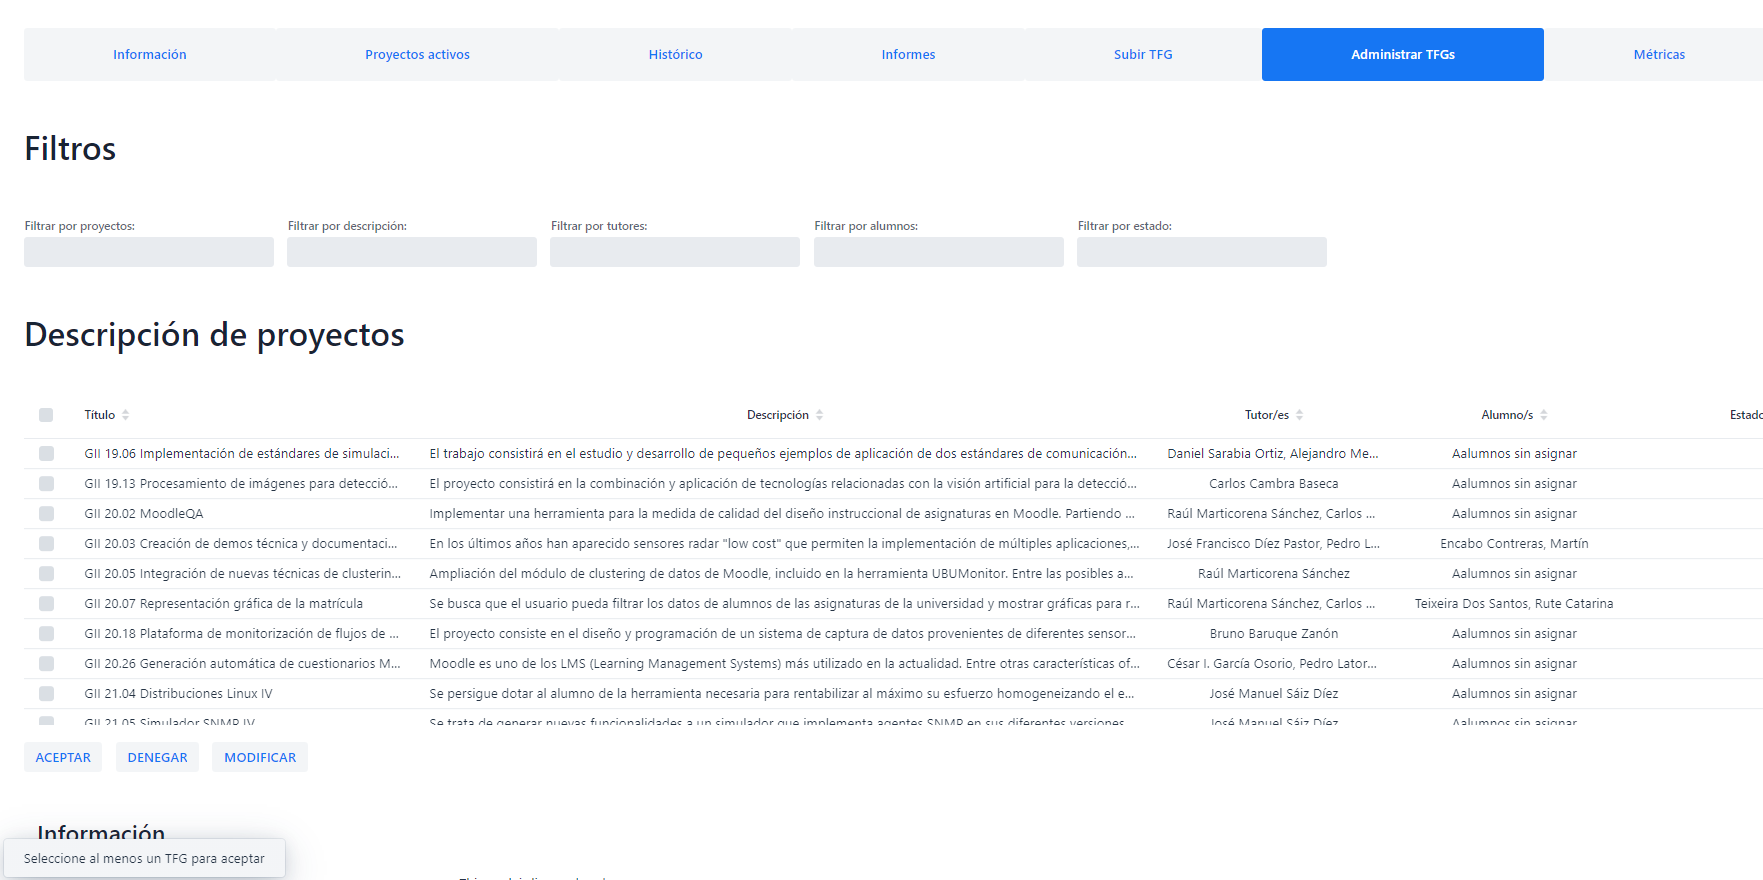 Información Proyectos activos Histórico Informes Subir TFG Administrar TFGs Métricas
Filtros
Filtrar por proyectos: Filtrar por descripción: Filtrar por tutores: Filtrar por alumnos: Filtrar por estado:
Descripción de proyectos
Título Descripción Tutor/es Alumno/s Estado
GII 19.06 Implementación de estándares de simulaci... El trabajo consistirá en el estudio y desarrollo de pequeños ejemplos de aplicación de dos estándares de comunicación... Daniel Sarabia Ortiz, Alejandro Me... Aalumnos sin asignar
GII 19.13 Procesamiento de imágenes para detecció... El proyecto consistirá en la combinación y aplicación de tecnologías relacionadas con la visión artificial para la detecció... Carlos Cambra Baseca Aalumnos sin asignar
GII 20.02 MoodleQA Implementar una herramienta para la medida de calidad del diseño instruccional de asignaturas en Moodle. Partiendo ... Raúl Marticorena Sánchez, Carlos ... Aalumnos sin asignar
GII 20.03 Creación de demos técnica y documentaci... En los últimos años han aparecido sensores radar "low cost" que permiten la implementación de múltiples aplicaciones,... José Francisco Díez Pastor, Pedro L... Encabo Contreras, Martín
GII 20.05 Integración de nuevas técnicas de clusterin... Ampliación del módulo de clustering de datos de Moodle, incluido en la herramienta UBUMonitor. Entre las posibles a... Raúl Marticorena Sánchez Aalumnos sin asignar
GII 20.07 Representación gráfica de la matrícula Se busca que el usuario pueda filtrar los datos de alumnos de las asignaturas de la universidad y mostrar gráficas para r... Raúl Marticorena Sánchez, Carlos ... Teixeira Dos Santos, Rute Catarina
GII 20.18 Plataforma de monitorización de flujos de ... El proyecto consiste en el diseño y programación de un sistema de captura de datos provenientes de diferentes sensor... Bruno Baruque Zanón Aalumnos sin asignar
GII 20.26 Generación automática de cuestionarios M... Moodle es uno de los LMS (Learning Management Systems) más utilizado en la actualidad. Entre otras características of... César I. García Osorio, Pedro Lator... Aalumnos sin asignar
GII 21.04 Distribuciones Linux IV Se persigue dotar al alumno de la herramienta necesaria para rentabilizar al máximo su esfuerzo homogeneizando el e... José Manuel Sáiz Díez Aalumnos sin asignar
GII 21.05 Simulador SNMP IV Se trata de generar nuevas funcionalidades a un simulador que implementa agentes SNMP en sus diferentes versiones José Manuel Sáiz Díez Aalumnos sin asignar
ACEPTAR DENEGAR MODIFICAR
Información
Seleccione al menos un TFG para aceptar